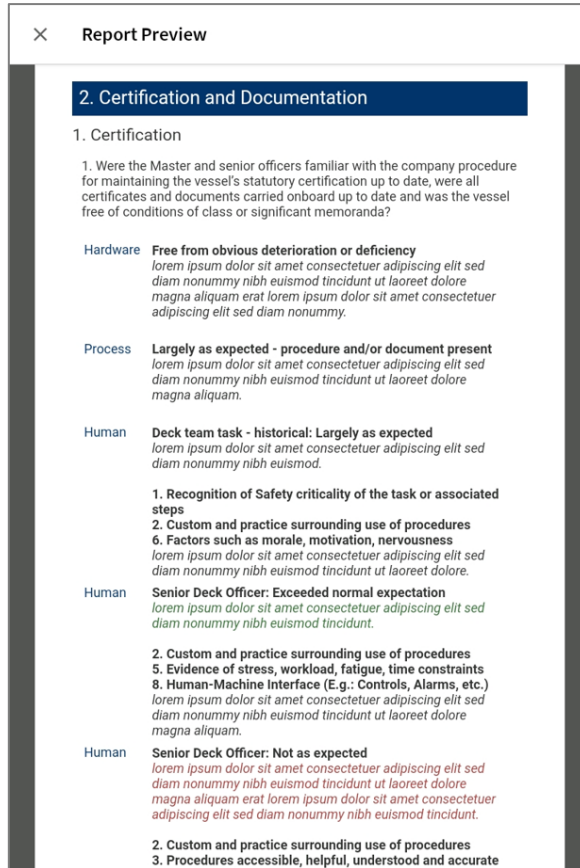 Report Preview
2. Certification and Documentation
1. Certification
1. Were the Master and senior officers familiar with the company procedure
for maintaining the vessel's statutory certification up to date, were all
certificates and documents carried onboard up to date and was the vessel
free of conditions of class or significant memoranda?
Hardware Free from obvious deterioration or deficiency
lorem ipsum dolor sit amet consectetuer adipiscing elit sed
diam nonummy nibh euismod tincidunt ut laoreet dolore
magna aliquam erat lorem ipsum dolor sit amet consectetuer
adipiscing elit sed diam nonummy.
Process Largely as expected - procedure and/or document present
lorem ipsum dolor sit amet consectetuer adipiscing elit sed
diam nonummy nibh euismod tincidunt ut laoreet dolore
magna aliquam.
Human Deck team task - historical: Largely as expected
lorem ipsum dolor sit amet consectetuer adipiscing elit sed
diam nonummy nibh euismod.
1. Recognition of Safety criticality of the task or associated
steps
2. Custom and practice surrounding use of procedures
6. Factors such as morale, motivation, nervousness
lorem ipsum dolor sit amet consectetuer adipiscing elit sed
diam nonummy nibh euismod tincidunt ut laoreet dolore.
Human Senior Deck Officer: Exceeded normal expectation
lorem ipsum dolor sit amet consectetuer adipiscing elit sed
diam nonummy nibh euismod tincidunt.
2. Custom and practice surrounding use of procedures
5. Evidence of stress, workload, fatigue, time constraints
8. Human-Machine Interface (E.g.: Controls, Alarms, etc.)
lorem ipsum dolor sit amet consectetuer adipiscing elit sed
diam nonummy nibh euismod tincidunt ut laoreet dolore
magna aliquam.
Human Senior Deck Officer: Not as expected
lorem ipsum dolor sit amet consectetuer adipiscing elit sed
diam nonummy nibh euismod tincidunt ut laoreet dolore
magna aliquam erat lorem ipsum dolor sit amet consectetuer
adipiscing elit sed diam nonummy nibh euismod tincidunt.
2. Custom and practice surrounding use of procedures
3. Procedures accessible, helpful, understood and accurate